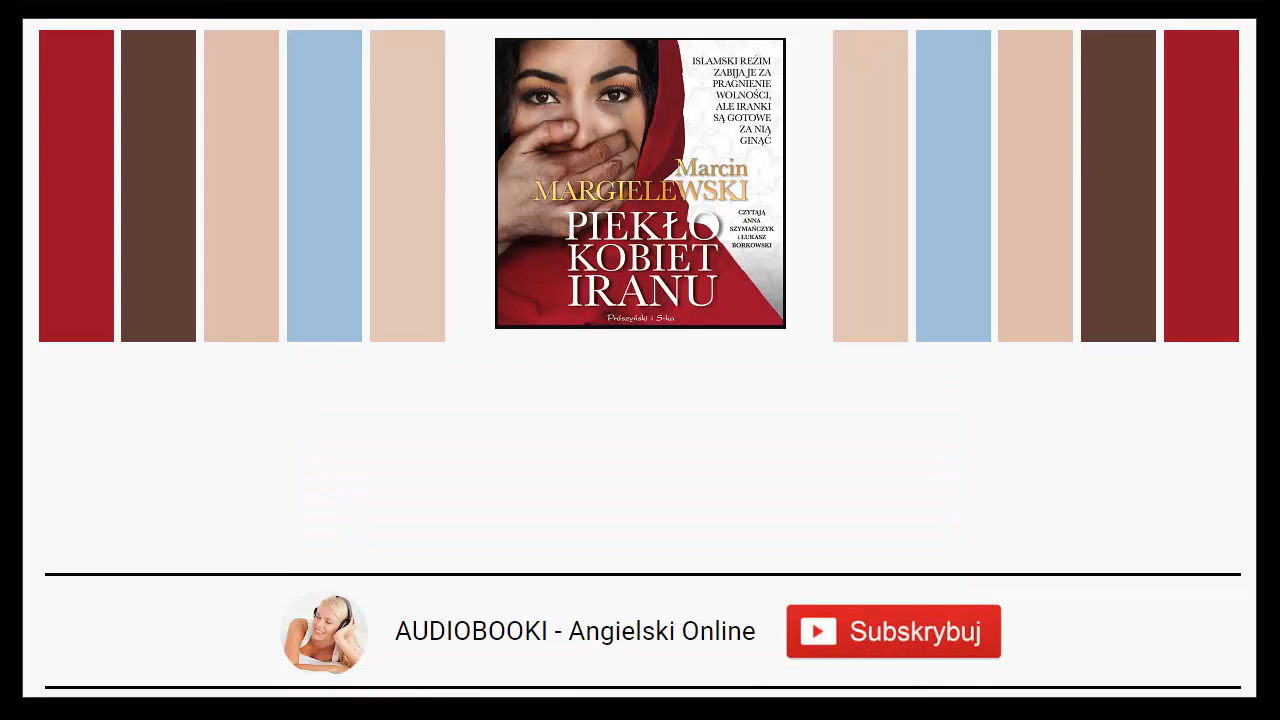 ISLAMSKI REŻIM
ZABIJA JE ZA
PRAGNIENIE
WOLNOŚCI,
ALE IRANKI
SĄ GOTOWE
ZA NIĄ
GINĄĆ
Marcin
MARGIELEWSKI
CZYTAJĄ
ANNA
SZYMAŃCZYK
i ŁUKASZ
BORKOWSKI
PIEKŁO
KOBIET
IRANU
Prószyński i S-ka
AUDIOBOOKI - Angielski Online
Subskrybuj